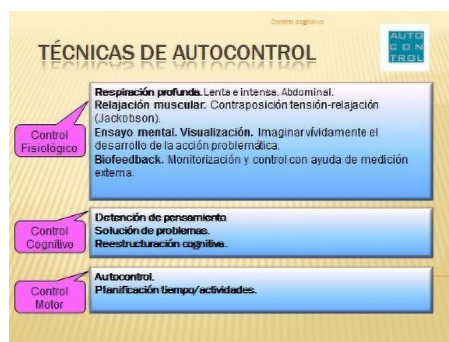 Control cognitivo
AUTO
CON
TROL
TÉCNICAS DE AUTOCONTROL
Control
Fisiológico
Respiración profunda. Lenta e intensa. Abdominal.
Relajación muscular. Contraposición tensión-relajación
(Jackobson).
Ensayo mental. Visualización. Imaginar vívidamente el
desarrollo de la acción problemática.
Biofeedback. Monitorización y control con ayuda de medición
externa.
Control
Cognitivo
Detención de pensamiento.
Solución de problemas.
Reestructuración cognitiva.
Control
Motor
Autocontrol.
Planificación tiempo/actividades.